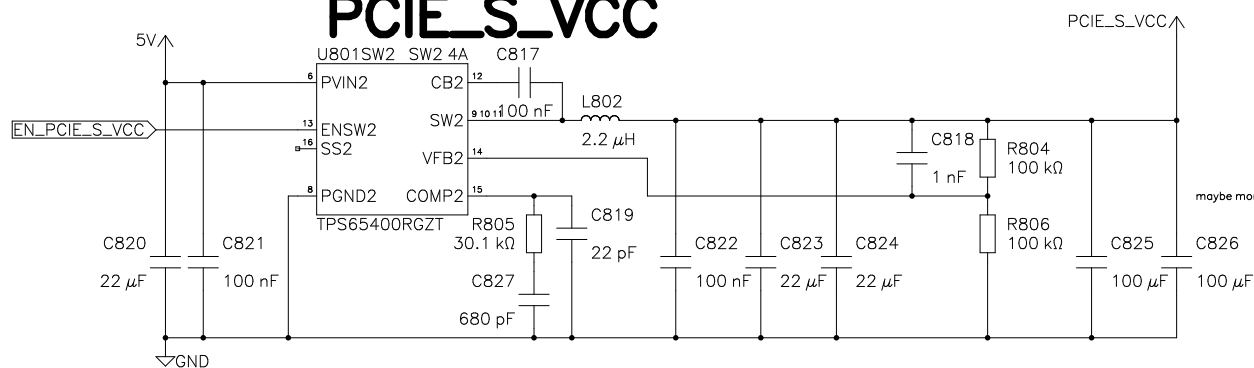 PCIE_S_VCC
PCIE_S_VCC
5V
U801SW2 SW2 4A
C817
6 PVIN2
CB2 12
100 nF
L802
2.2 µH
EN_PCIE_S_VCC
13 ENSW2
SW2 9 10 11
16 SS2
VFB2 14
C818
1 nF
R804
100 kΩ
8 PGND2
COMP2 15
TPS65400RGZT
maybe mo
R805
30.1 kΩ
C819
22 pF
R806
100 kΩ
C820
22 µF
C821
100 nF
C827
680 pF
C822
100 nF
C823
22 µF
C824
22 µF
C825
100 µF
C826
100 µF
GND